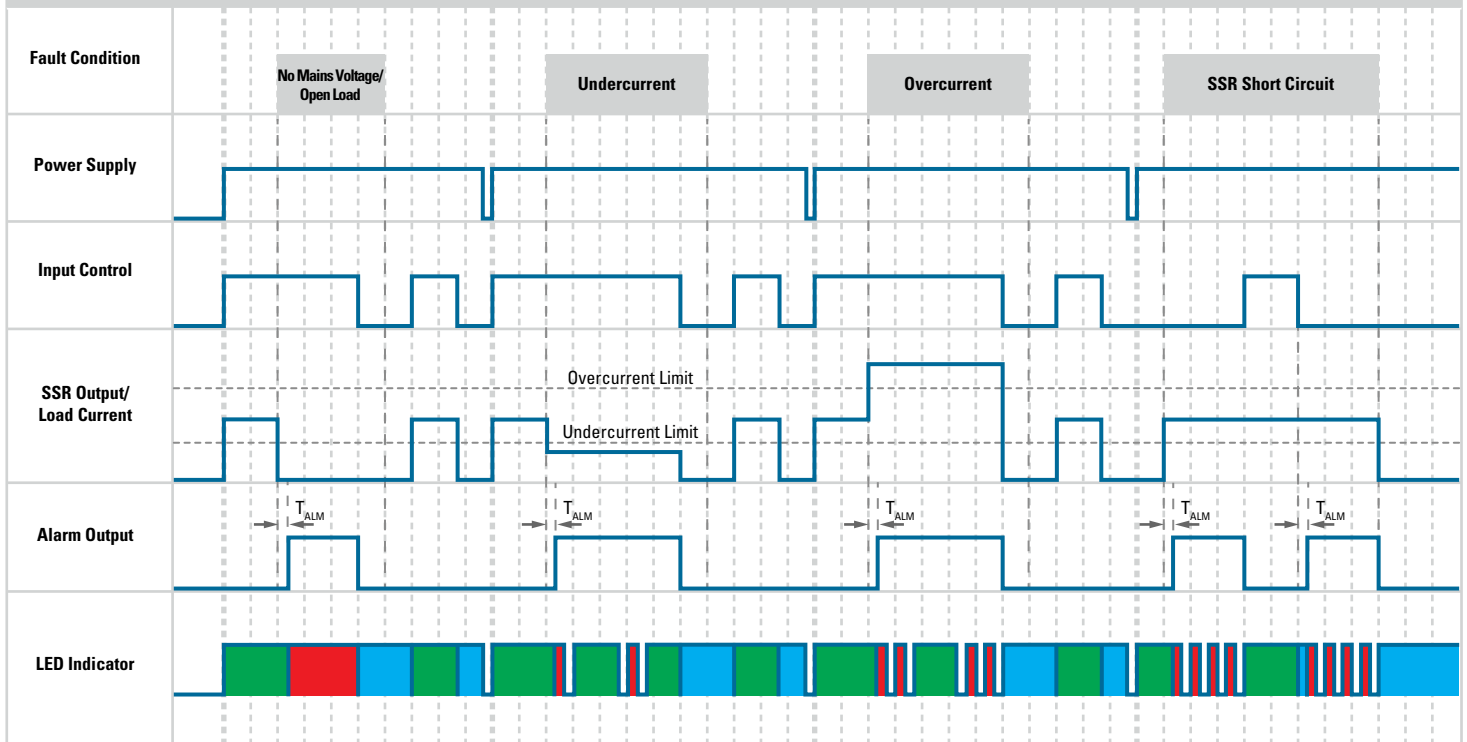 Fault Condition
No Mains Voltage/
Open Load
Undercurrent
Overcurrent
SSR Short Circuit
Power Supply
Input Control
SSR Output/
Load Current
Overcurrent Limit
Undercurrent Limit
Alarm Output
TALM
TALM
TALM
TALM
TALM
LED Indicator